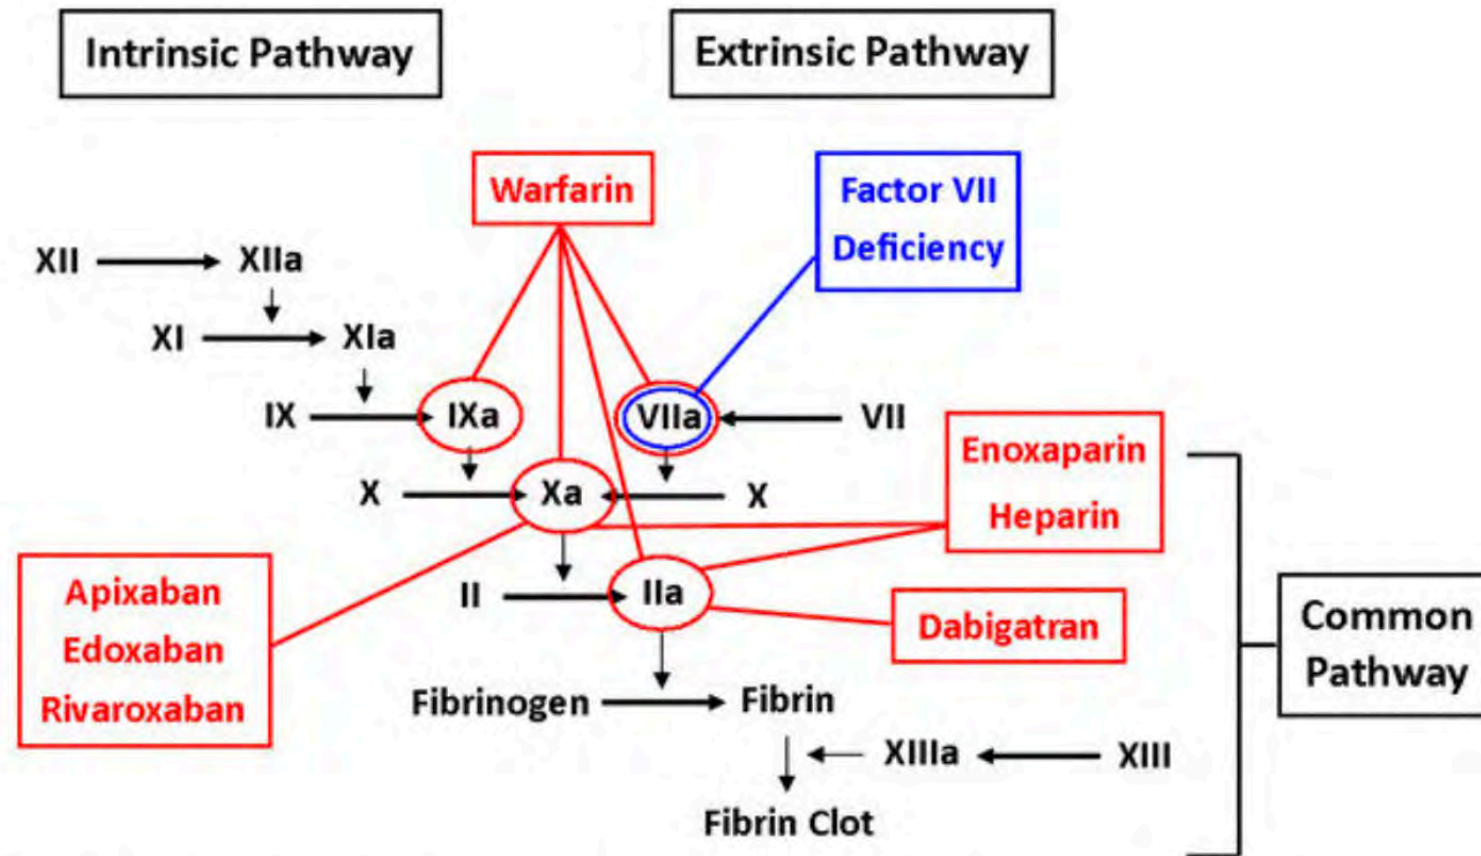 Intrinsic Pathway
Extrinsic Pathway
Warfarin
Factor VII
Deficiency
XII
XIIa
XI
XIa
IX
IXa
VIIa
VII
X
Xa
X
Enoxaparin
Heparin
Apixaban
Edoxaban
Rivaroxaban
II
IIa
Dabigatran
Common
Pathway
Fibrinogen
Fibrin
XIIIa
XIII
Fibrin Clot